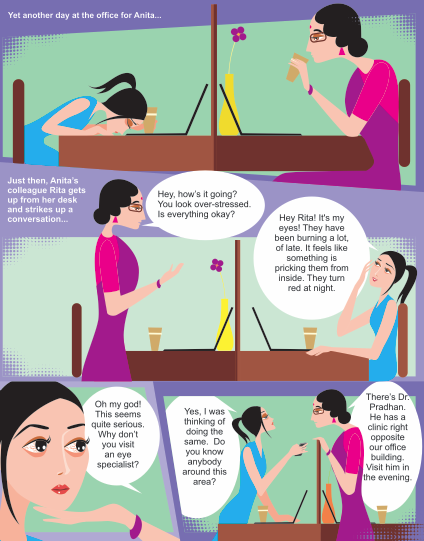 Yet another day at the office for Anita...
Just then, Anita's
colleague Rita gets
up from her desk
and strikes up a
conversation...
Hey, how's it going?
You look over-stressed.
Is everything okay?
Hey Rita! It's my
eyes! They have
been burning a lot,
of late. It feels like
something is
pricking them from
inside. They turn
red at night.
Oh my god!
This seems
quite serious.
Why don't
you visit
an eye
specialist?
Yes, I was
thinking of
doing the
same. Do
you know
anybody
around this
area?
There's Dr.
Pradhan.
He has a
clinic right
opposite
our office
building.
Visit him in
the evening.